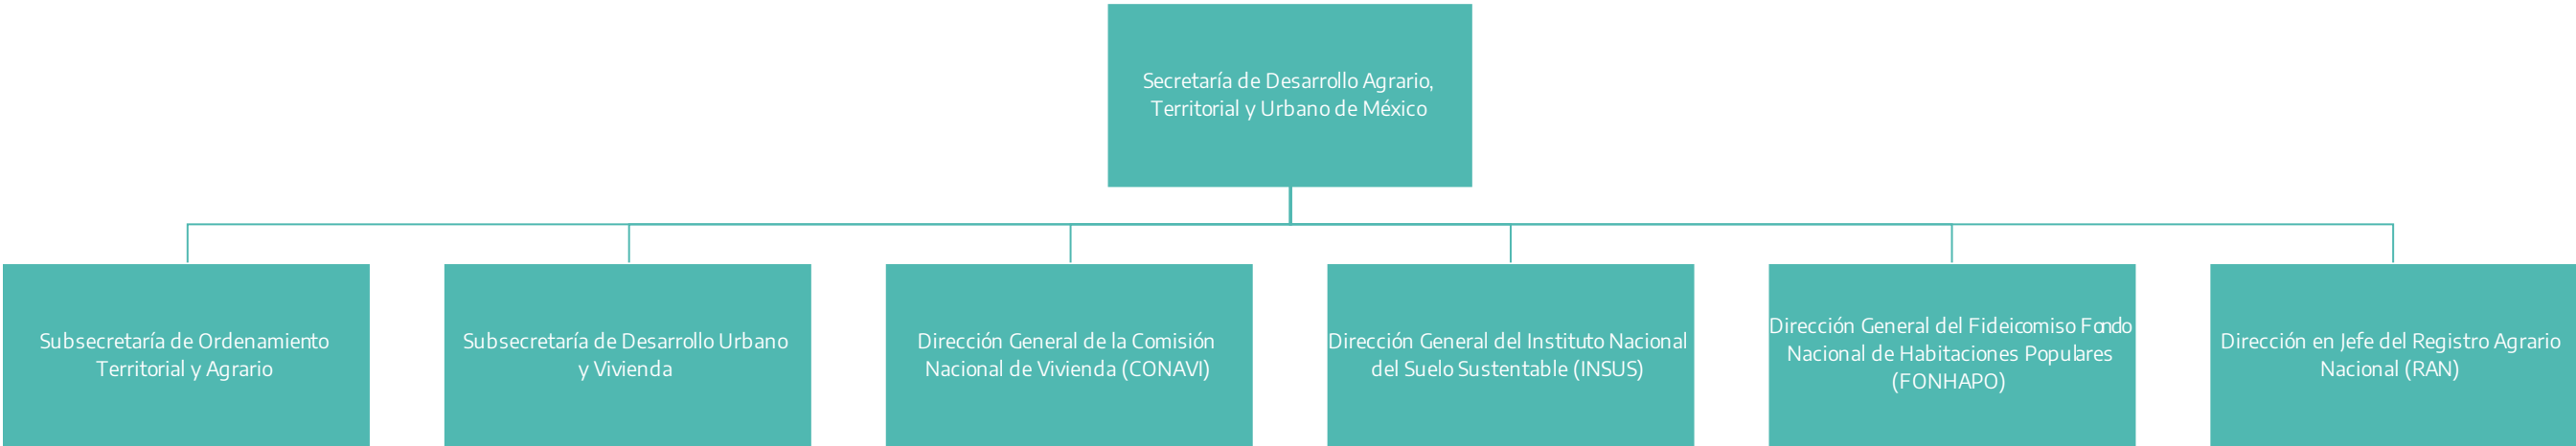 Secretaría de Desarrollo Agrario,
Territorial y Urbano de México
Subsecretaría de Ordenamiento
Territorial y Agrario
Subsecretaría de Desarrollo Urbano
y Vivienda
Dirección General de la Comisión
Nacional de Vivienda (CONAVI)
Dirección General del Instituto Nacional
del Suelo Sustentable (INSUS)
Dirección General del Fideicomiso Fondo
Nacional de Habitaciones Populares
(FONHAPO)
Dirección en Jefe del Registro Agrario
Nacional (RAN)